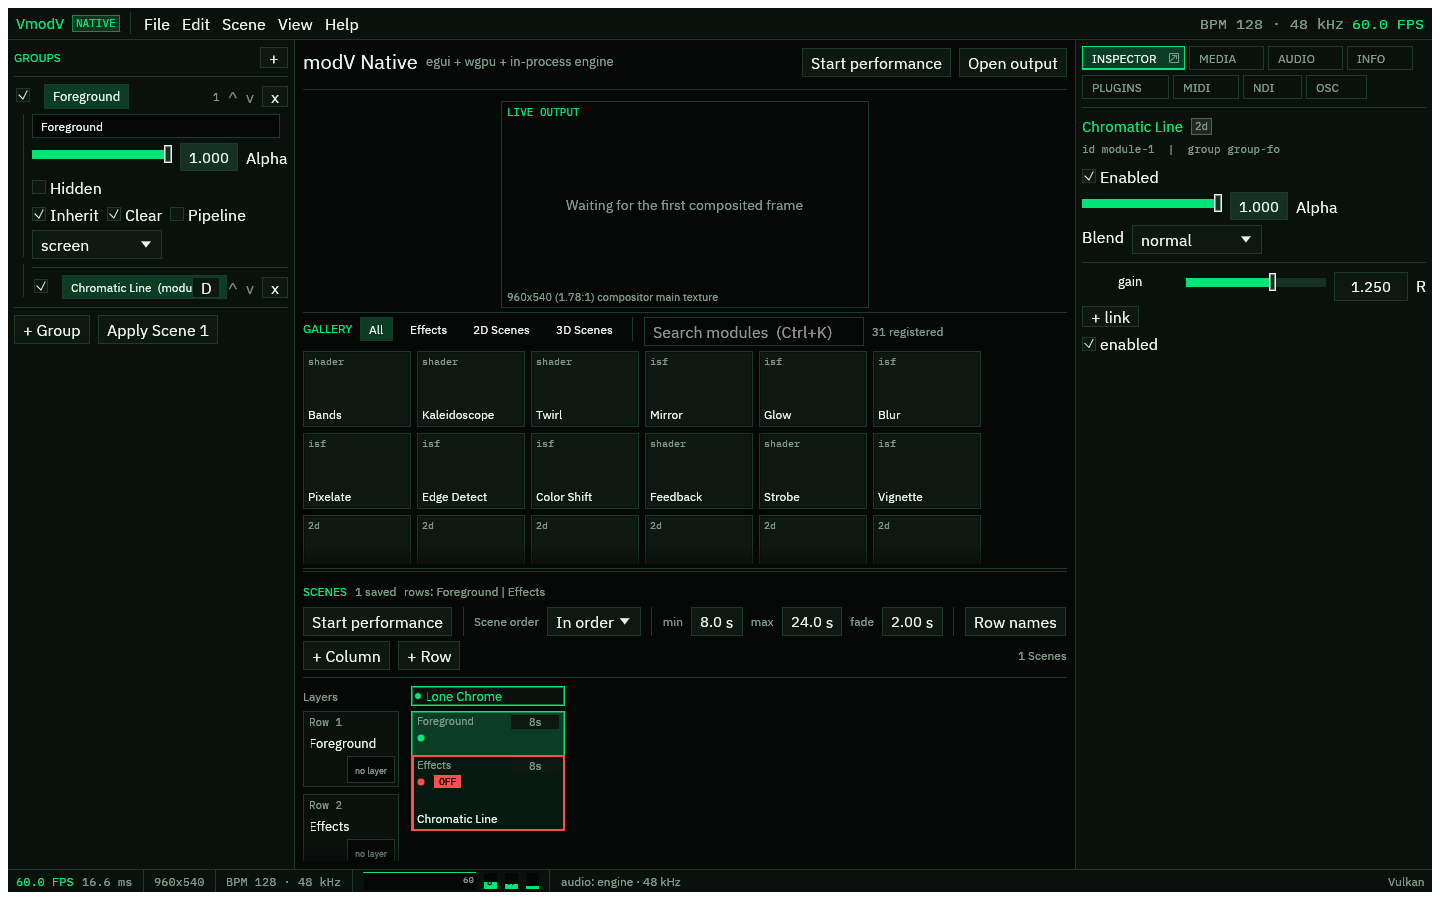 VmodV NATIVE File Edit Scene View Help BPM 128 · 48 kHz 60.0 FPS
GROUPS +
Foreground 1 ^ v x
Foreground
1.000 Alpha
Hidden
Inherit Clear Pipeline
screen
Chromatic Line (modu D ^ v x
+ Group Apply Scene 1
modV Native egui + wgpu + in-process engine Start performance Open output
LIVE OUTPUT
Waiting for the first composited frame
960x540 (1.78:1) compositor main texture
GALLERY All Effects 2D Scenes 3D Scenes Search modules (Ctrl+K) 31 registered
shader shader shader isf isf isf
Bands Kaleidoscope Twirl Mirror Glow Blur
isf isf isf shader shader isf
Pixelate Edge Detect Color Shift Feedback Strobe Vignette
2d 2d 2d 2d 2d 2d
SCENES 1 saved rows: Foreground | Effects
Start performance Scene order In order min 8.0 s max 24.0 s fade 2.00 s Row names
+ Column + Row 1 Scenes
Layers
Row 1
Foreground
no layer
Row 2
Effects
no layer
Lone Chrome
Foreground 8s
Effects 8s
OFF
Chromatic Line
INSPECTOR MEDIA AUDIO INFO
PLUGINS MIDI NDI OSC
Chromatic Line 2d
id module-1 | group group-fo
Enabled
1.000 Alpha
Blend normal
gain 1.250 R
+ link
enabled
60.0 FPS 16.6 ms 960x540 BPM 128 · 48 kHz 60 audio: engine · 48 kHz Vulkan